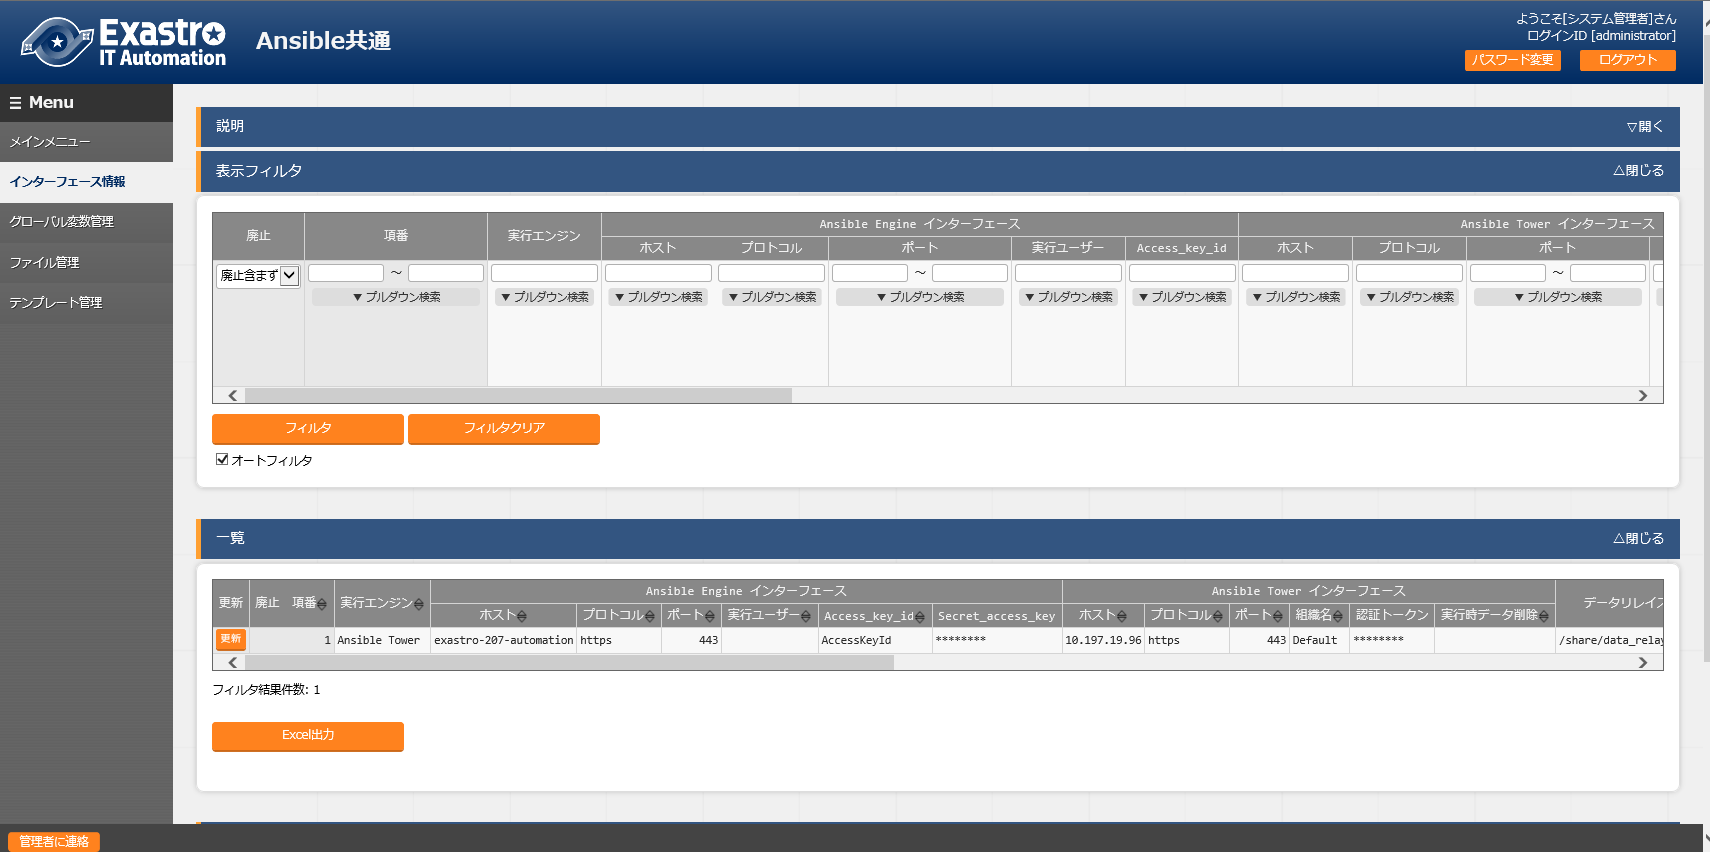 Exastro
IT Automation
Ansible共通
ようこそ[システム管理者]さん
ログインID [administrator]
パスワード変更 ログアウト
Menu
メインメニュー
インターフェース情報
グローバル変数管理
ファイル管理
テンプレート管理
説明 ▽開く
表示フィルタ △閉じる
廃止 項番 実行エンジン Ansible Engine インターフェース Ansible Tower インターフェース
ホスト プロトコル ポート 実行ユーザー Access_key_id ホスト プロトコル ポート
廃止含まず ～ ～ ～
▼プルダウン検索 ▼プルダウン検索 ▼プルダウン検索 ▼プルダウン検索 ▼プルダウン検索 ▼プルダウン検索 ▼プルダウン検索 ▼プルダウン検索 ▼プルダウン検索 ▼プルダウン検索
フィルタ フィルタクリア
オートフィルタ
一覧 △閉じる
更新 廃止 項番 実行エンジン Ansible Engine インターフェース Ansible Tower インターフェース データリレイス
ホスト プロトコル ポート 実行ユーザー Access_key_id Secret_access_key ホスト プロトコル ポート 組織名 認証トークン 実行時データ削除
更新 1 Ansible Tower exastro-207-automation https 443 AccessKeyId ******** 10.197.19.96 https 443 Default ******** /share/data_relay
フィルタ結果件数: 1
Excel出力
管理者に連絡